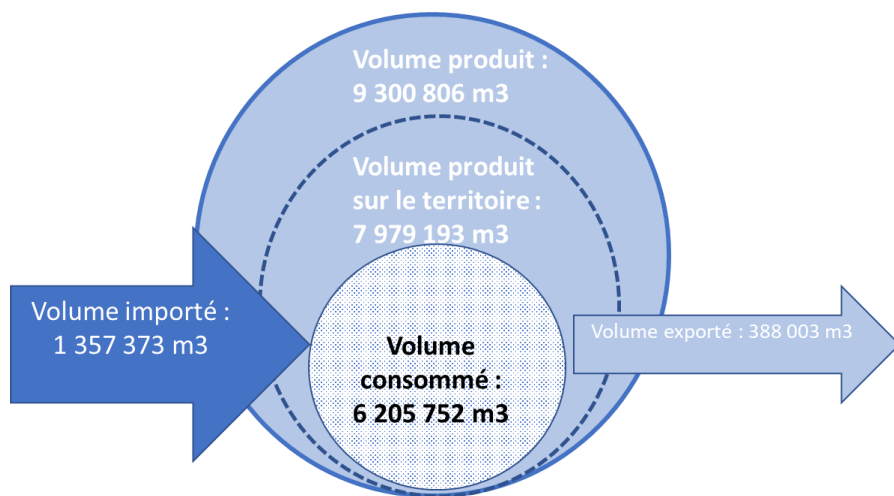 Volume produit :
9 300 806 m3
Volume produit
sur le territoire :
7 979 193 m3
Volume importé :
1 357 373 m3
Volume consommé :
6 205 752 m3
Volume exporté : 388 003 m3